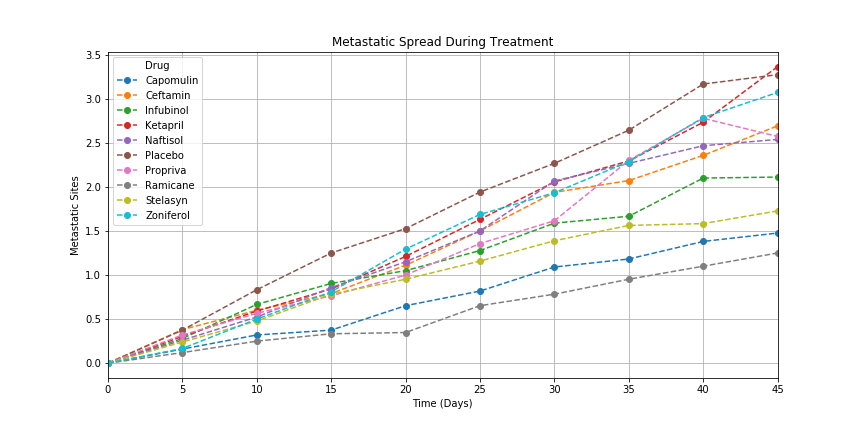 Metastatic Spread During Treatment
3.5
3.0
2.5
2.0
1.5
1.0
0.5
0.0
Metastatic Sites
Drug
Capomulin
Ceftamin
Infubinol
Ketapril
Naftisol
Placebo
Propriva
Ramicane
Stelasyn
Zoniferol
0 5 10 15 20 25 30 35 40 45
Time (Days)